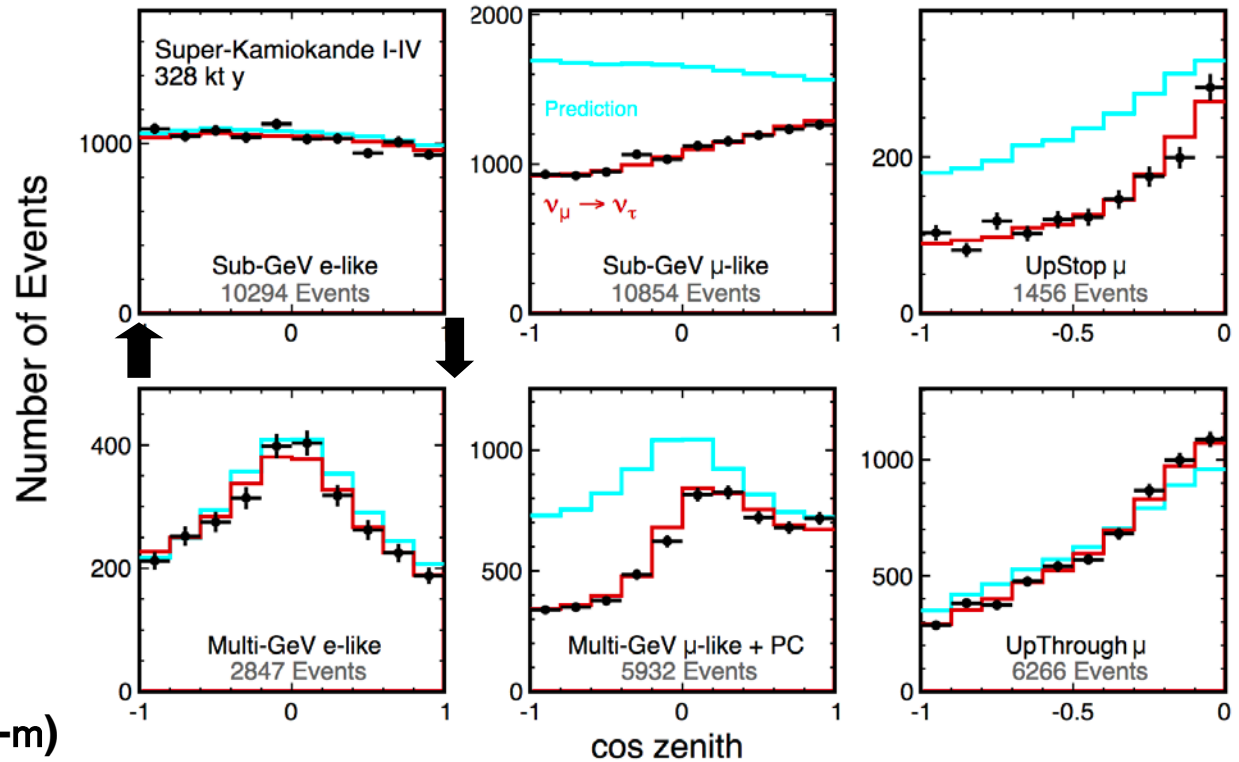 Number of Events
Super-Kamiokande I-IV
328 kt y
1000
0
Sub-GeV e-like
10294 Events
0
1
2000
1000
0
Prediction
νμ → ντ
Sub-GeV μ-like
10854 Events
-1
0
1
200
0
UpStop μ
1456 Events
-1
-0.5
0
400
200
0
Multi-GeV e-like
2847 Events
-1
0
1
1000
500
0
Multi-GeV μ-like + PC
5932 Events
-1
0
1
1000
500
0
UpThrough μ
6266 Events
-1
-0.5
0
-m)
cos zenith